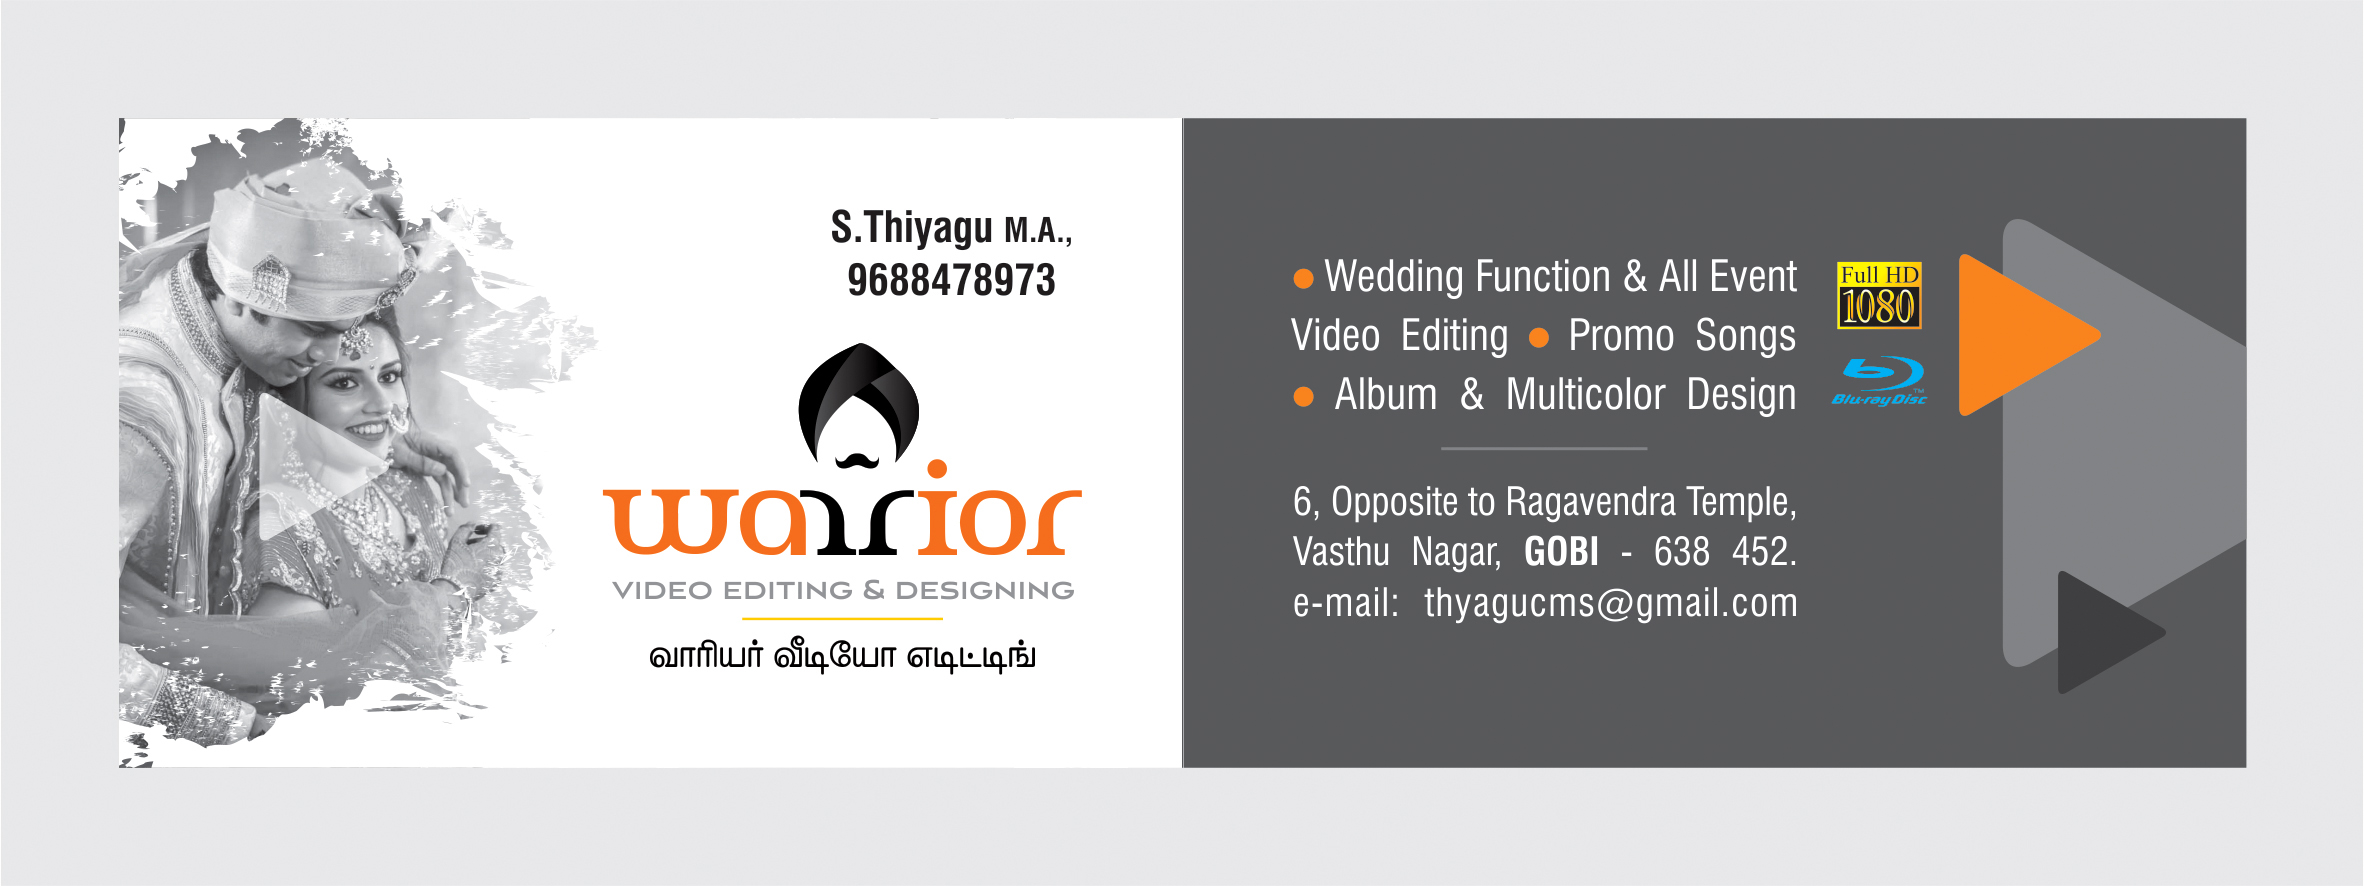 S.Thiyagu M.A.,
9688478973
warrior
VIDEO EDITING & DESIGNING
வாரியர் வீடியோ எடிட்டிங்
● Wedding Function & All Event
Video Editing ● Promo Songs
● Album & Multicolor Design
Full HD
1080
Blu-ray Disc™
6, Opposite to Ragavendra Temple,
Vasthu Nagar, GOBI - 638 452.
e-mail: thyagucms@gmail.com